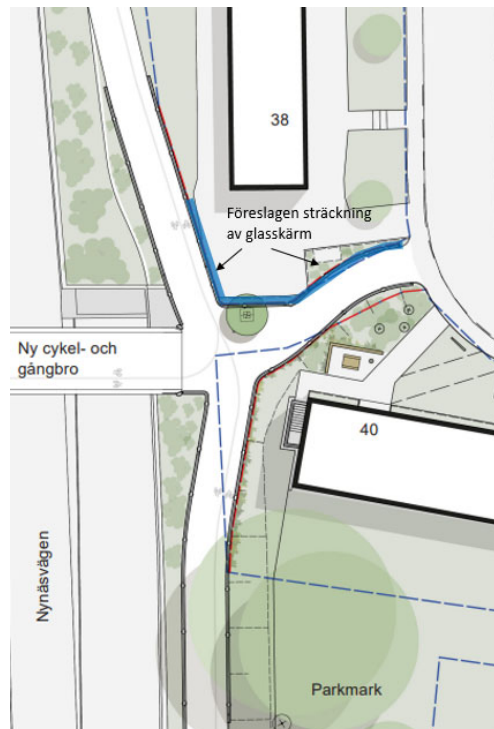 38
Föreslagen sträckning
av glasskärm
Ny cykel- och
gångbro
40
Nynäsvägen
Parkmark